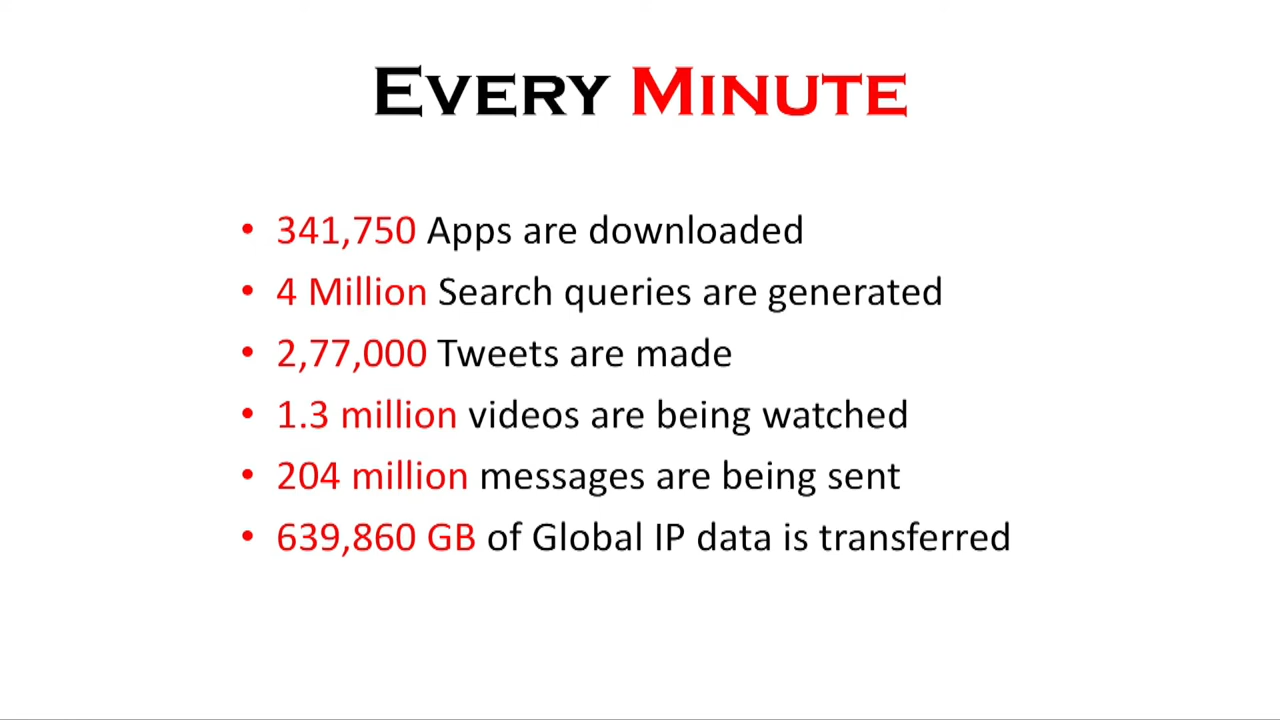 EVERY MINUTE
• 341,750 Apps are downloaded
• 4 Million Search queries are generated
• 2,77,000 Tweets are made
• 1.3 million videos are being watched
• 204 million messages are being sent
• 639,860 GB of Global IP data is transferred